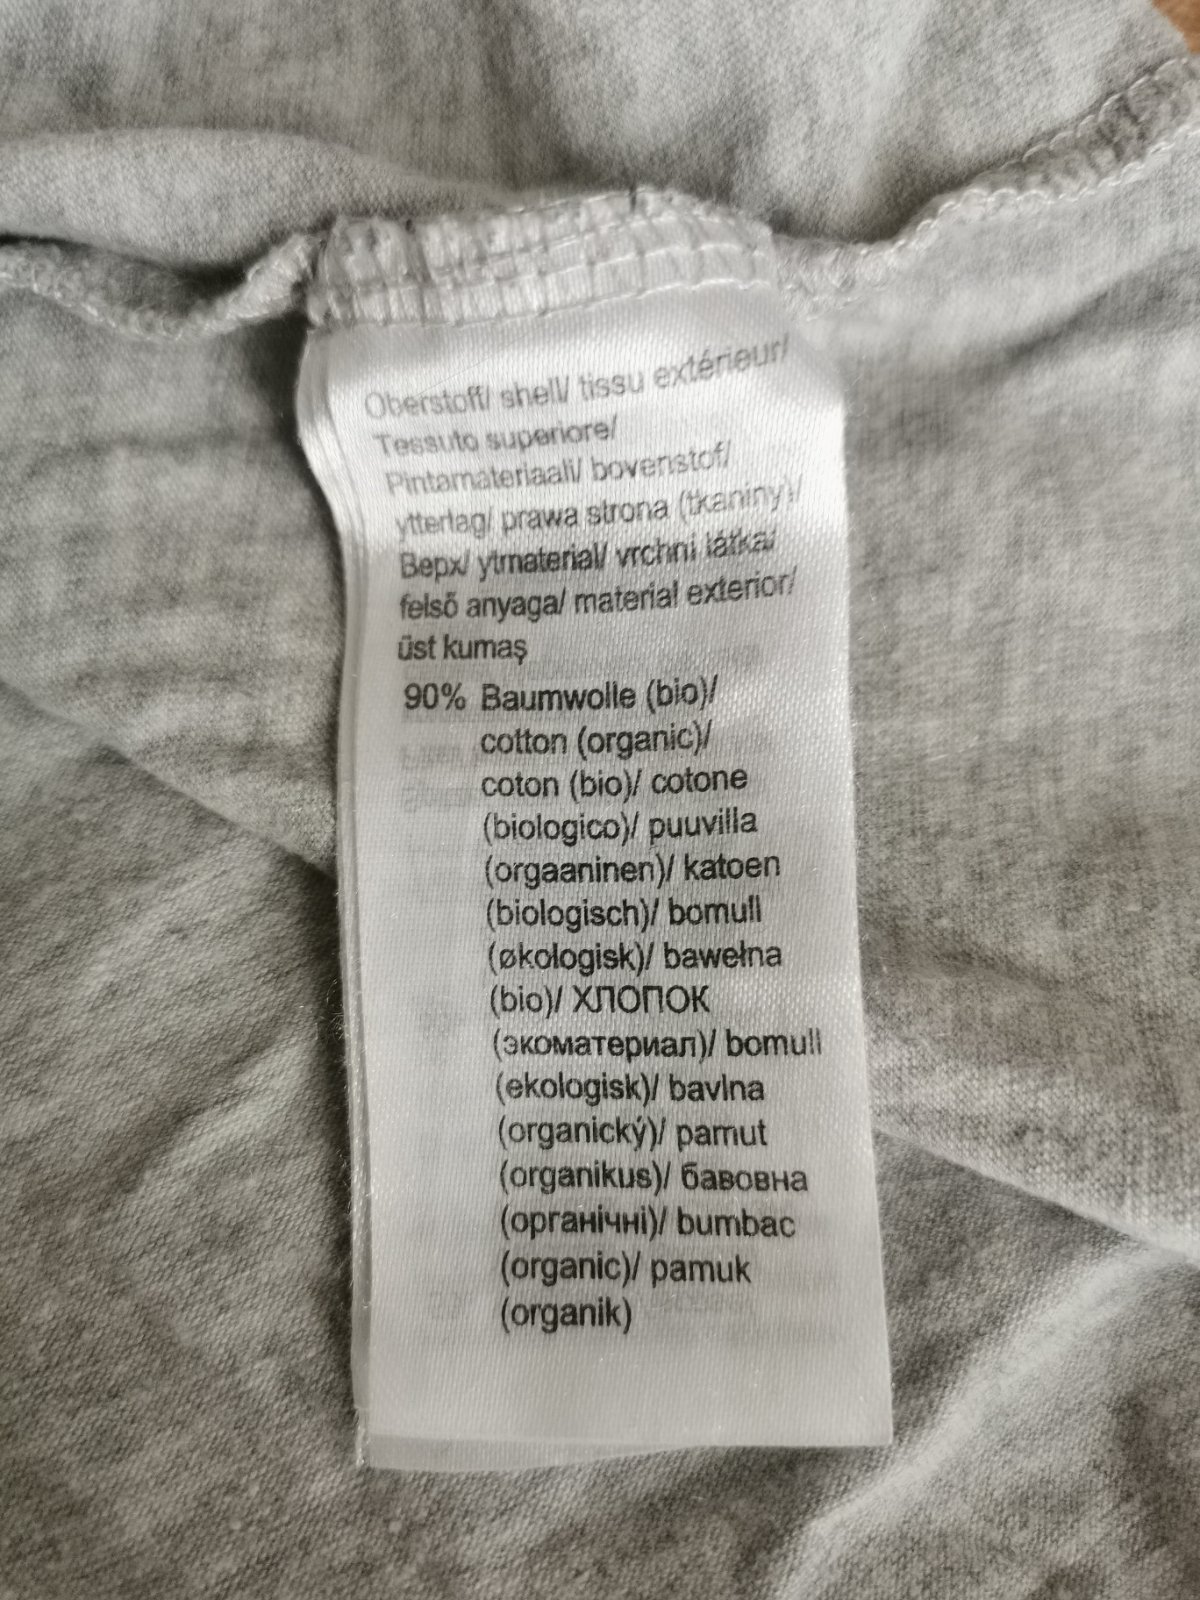 Oberstoff/ shell/ tissu extérieur/
Tessuto superiore/
Pintamateriaali/ bovenstof/
ytterlag/ prawa strona (tkaniny)/
Верх/ ytmaterial/ vrchní látka/
felső anyaga/ material exterior/
üst kumaş
90% Baumwolle (bio)/
cotton (organic)/
coton (bio)/ cotone
(biologico)/ puuvilla
(orgaaninen)/ katoen
(biologisch)/ bomull
(økologisk)/ bawełna
(bio)/ ХЛОПОК
(экоматериал)/ bomull
(ekologisk)/ bavlna
(organický)/ pamut
(organikus)/ бавовна
(органічні)/ bumbac
(organic)/ pamuk
(organik)